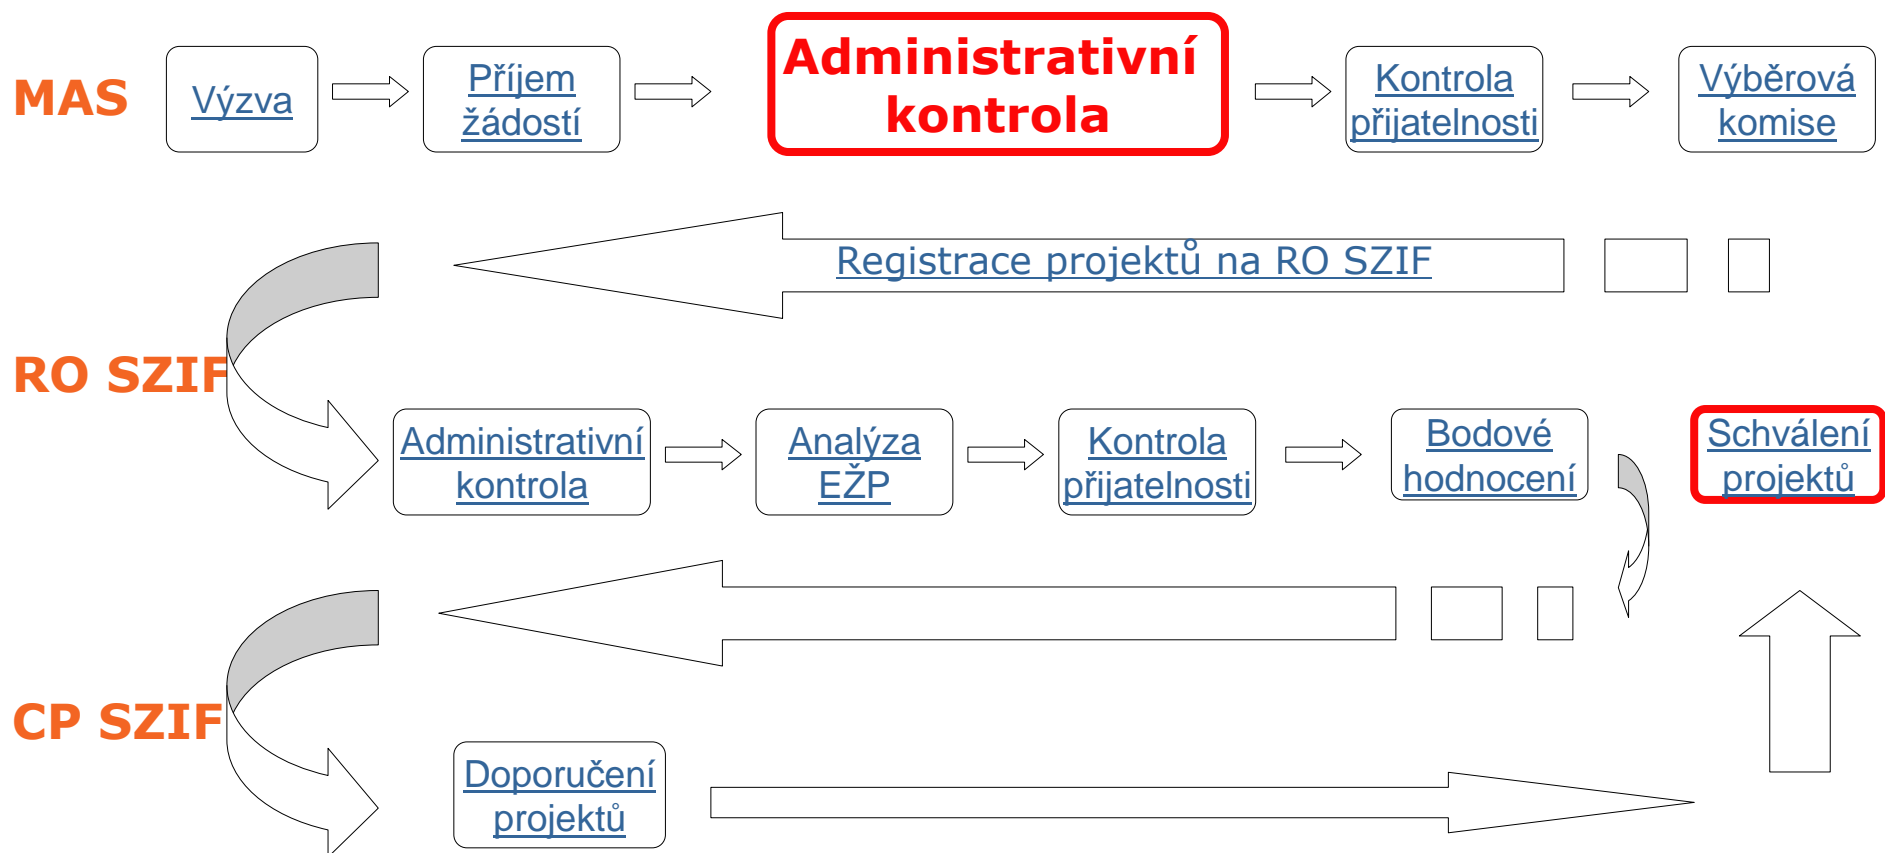 MAS
Výzva
Příjem
žádostí
Administrativní
kontrola
Kontrola
přijatelnosti
Výběrová
komise
Registrace projektů na RO SZIF
RO SZIF
Administrativní
kontrola
Analýza
EŽP
Kontrola
přijatelnosti
Bodové
hodnocení
Schválení
projektů
CP SZIF
Doporučení
projektů